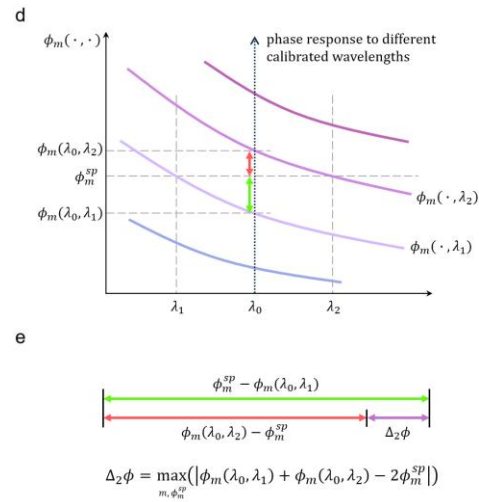 d
ϕₘ(·,·)
phase response to different
calibrated wavelengths
ϕₘ(λ₀, λ₂)
ϕₘˢᵖ
ϕₘ(λ₀, λ₁)
ϕₘ(·, λ₂)
ϕₘ(·, λ₁)
λ₁ λ₀ λ₂
e
ϕₘˢᵖ − ϕₘ(λ₀, λ₁)
ϕₘ(λ₀, λ₂) − ϕₘˢᵖ Δ₂ϕ
Δ₂ϕ = max(|ϕₘ(λ₀, λ₁) + ϕₘ(λ₀, λ₂) − 2ϕₘˢᵖ|)
m, ϕₘˢᵖ